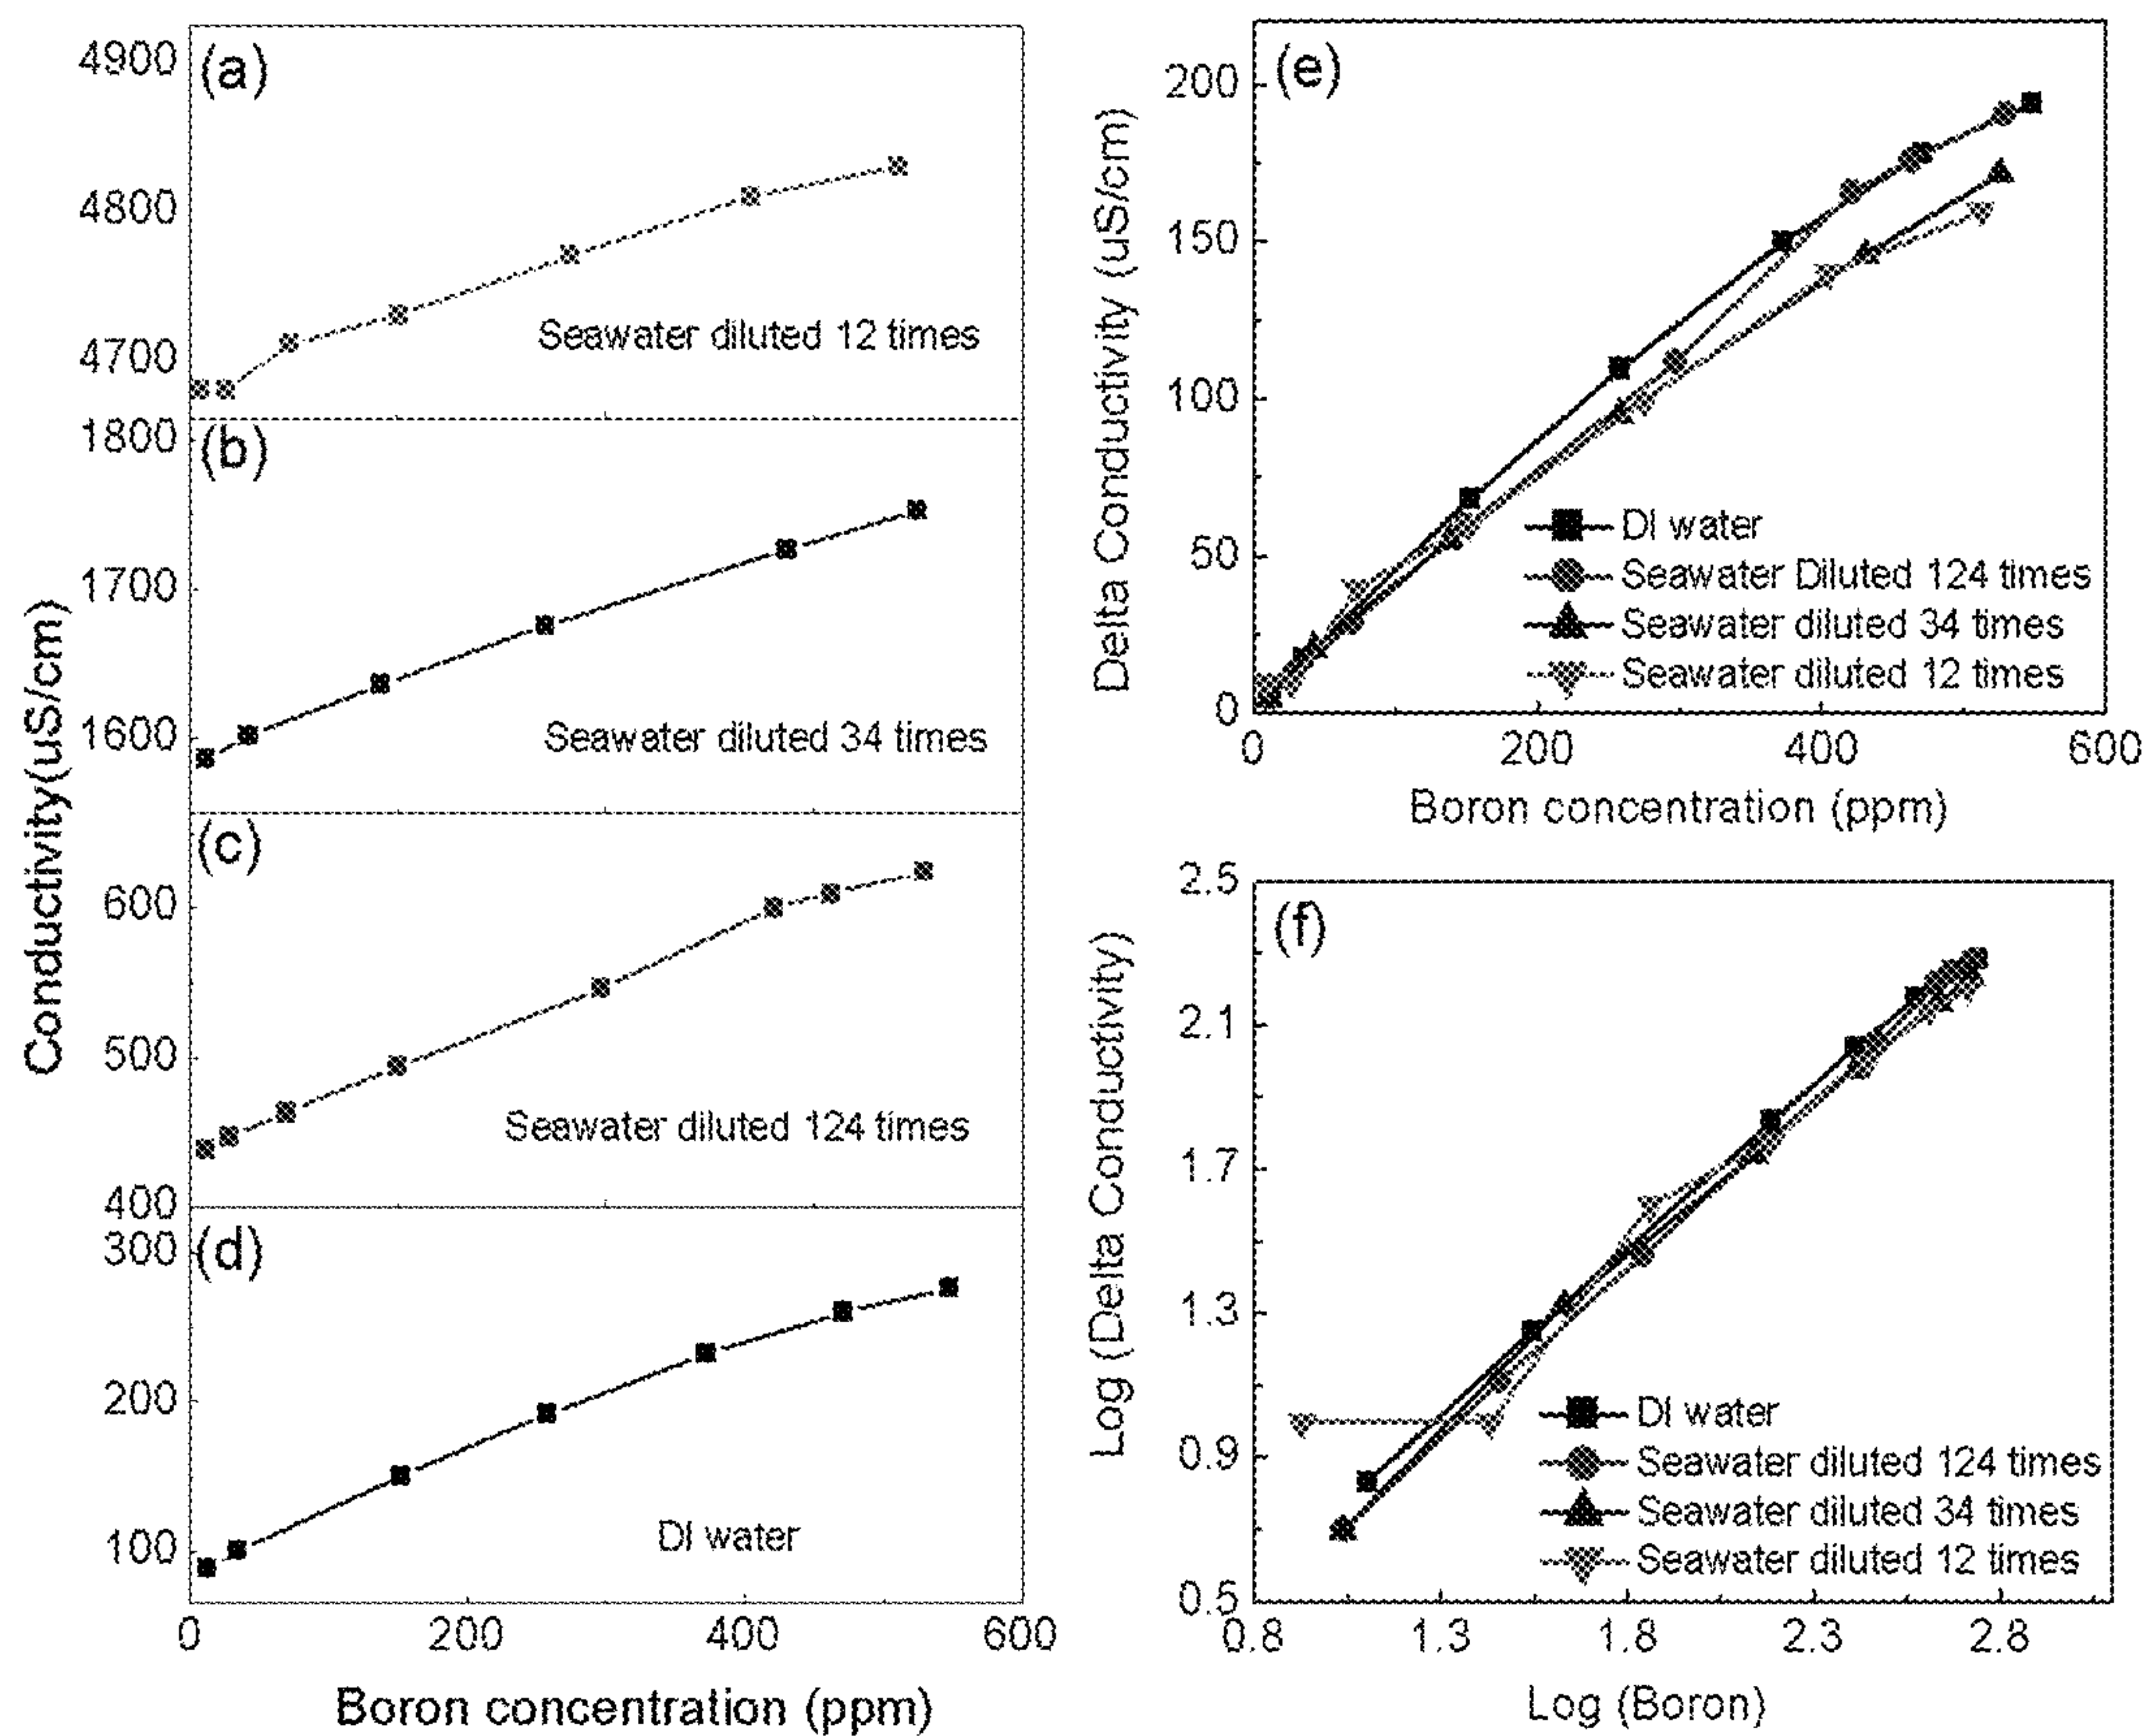 (a)
4900
4800
4700
Seawater diluted 12 times
(b)
1800
1700
1600
Seawater diluted 34 times
(c)
600
500
400
Seawater diluted 124 times
(d)
300
200
100
DI water
0 200 400 600
Boron concentration (ppm)
Conductivity(uS/cm)
(e)
200
150
100
50
0
DI water
Seawater Diluted 124 times
Seawater diluted 34 times
Seawater diluted 12 times
0 200 400 600
Boron concentration (ppm)
Delta Conductivity (uS/cm)
(f)
2.5
2.1
1.7
1.3
0.9
0.5
DI water
Seawater diluted 124 times
Seawater diluted 34 times
Seawater diluted 12 times
0.8 1.3 1.8 2.3 2.8
Log (Boron)
Log (Delta Conductivity)